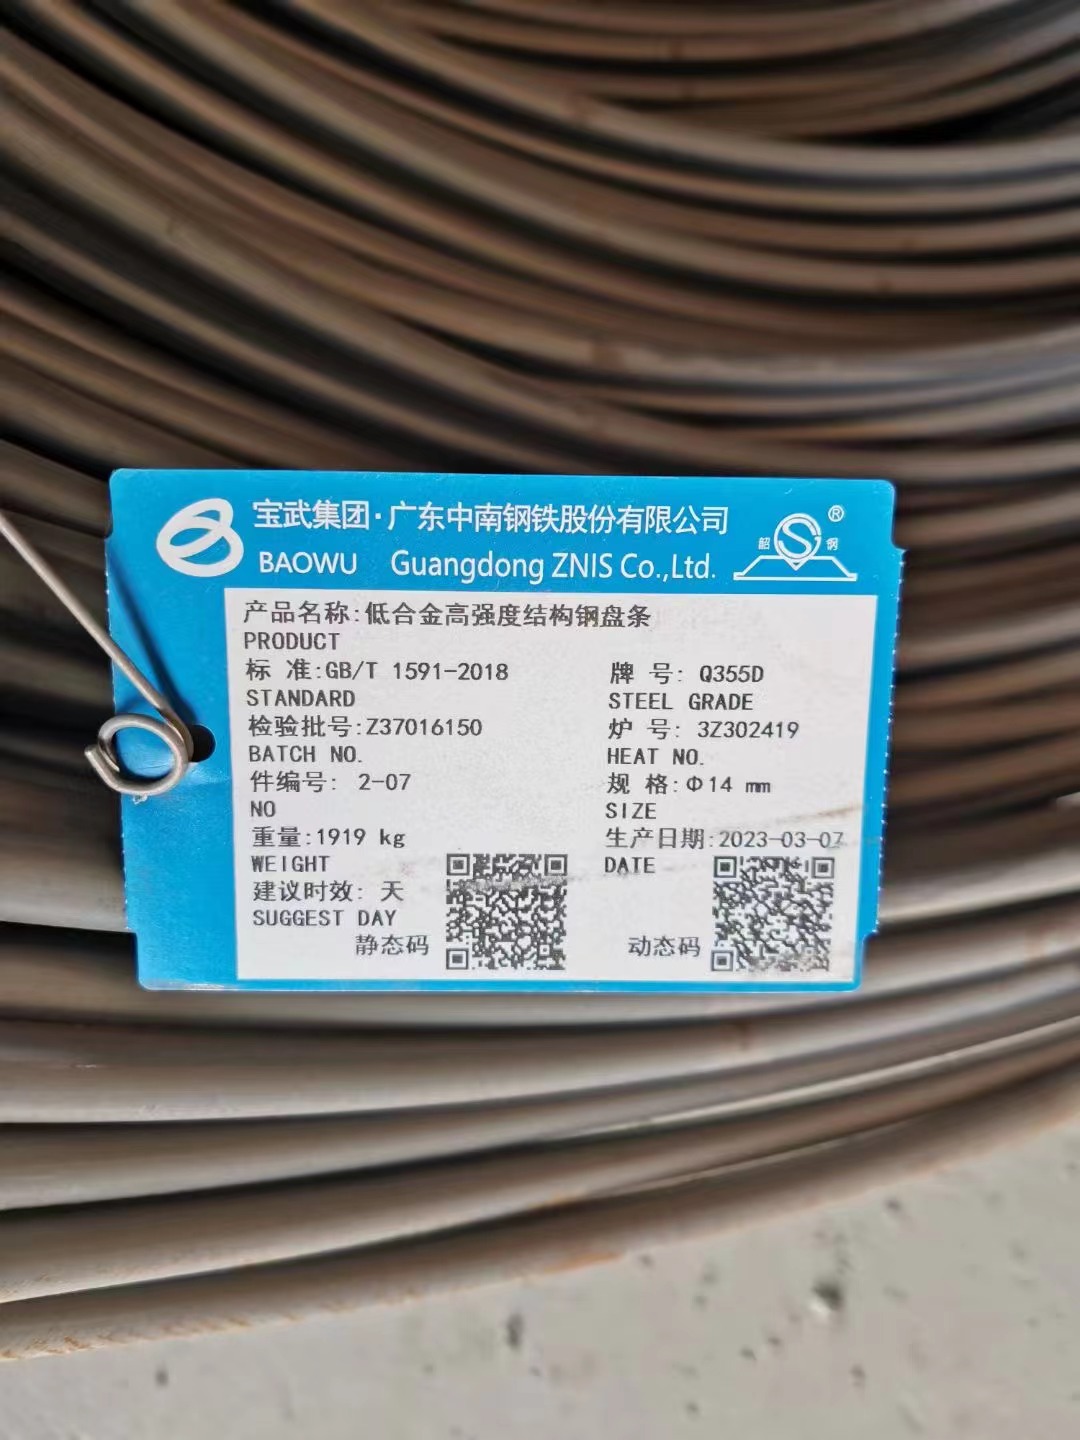 宝武集团·广东中南钢铁股份有限公司
BAOWU Guangdong ZNIS Co.,Ltd.
韶 S 钢 ®
产品名称:低合金高强度结构钢盘条
PRODUCT
标 准:GB/T 1591-2018 牌 号: Q355D
STANDARD STEEL GRADE
检验批号:Z37016150 炉 号: 3Z302419
BATCH NO. HEAT NO.
件编号: 2-07 规 格:Φ14 mm
NO SIZE
重量:1919 kg 生产日期:2023-03-07
WEIGHT DATE
建议时效: 天
SUGGEST DAY
静态码 动态码